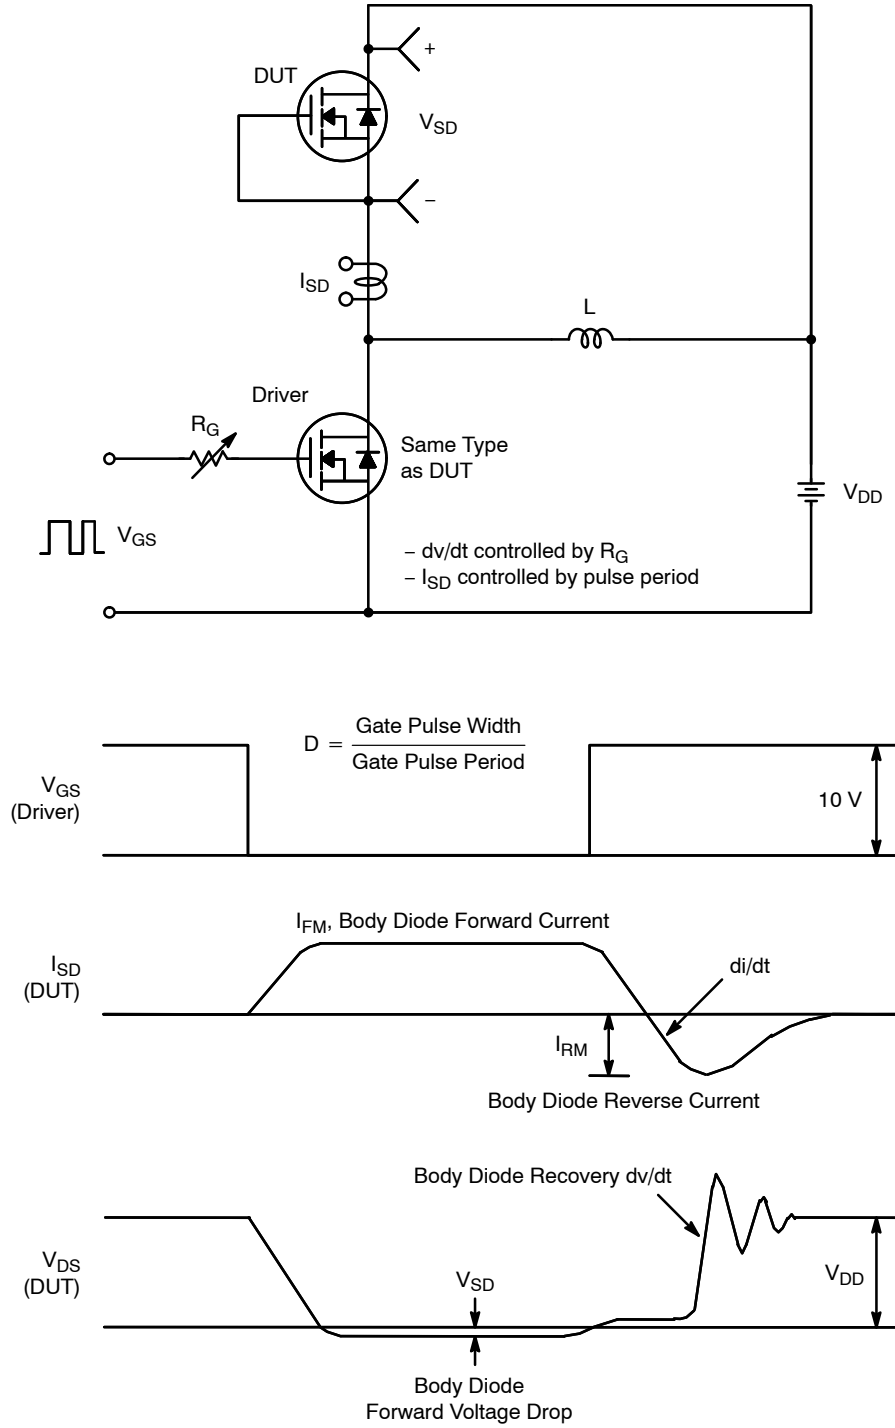 +
DUT
V_SD
−
I_SD
L
Driver
R_G
Same Type
as DUT
V_DD
V_GS
− dv/dt controlled by R_G
− I_SD controlled by pulse period
D = Gate Pulse Width
Gate Pulse Period
V_GS
(Driver)
10 V
I_FM, Body Diode Forward Current
I_SD
(DUT)
di/dt
I_RM
Body Diode Reverse Current
Body Diode Recovery dv/dt
V_DS
(DUT)
V_SD
V_DD
Body Diode
Forward Voltage Drop